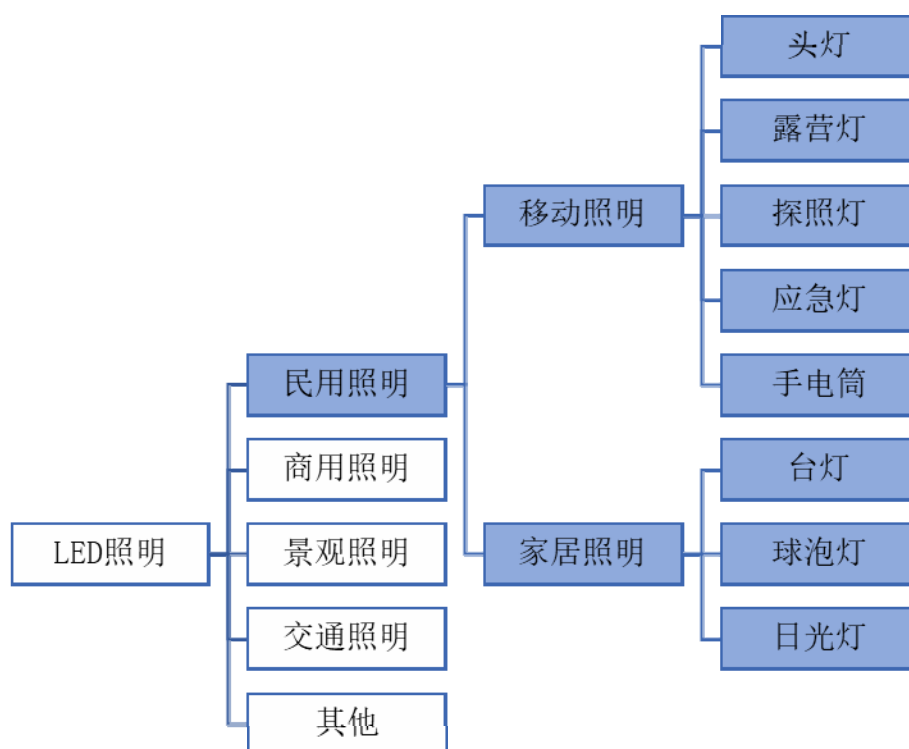 头灯
露营灯
移动照明
探照灯
应急灯
民用照明
手电筒
商用照明
台灯
LED照明
景观照明
家居照明
球泡灯
交通照明
日光灯
其他